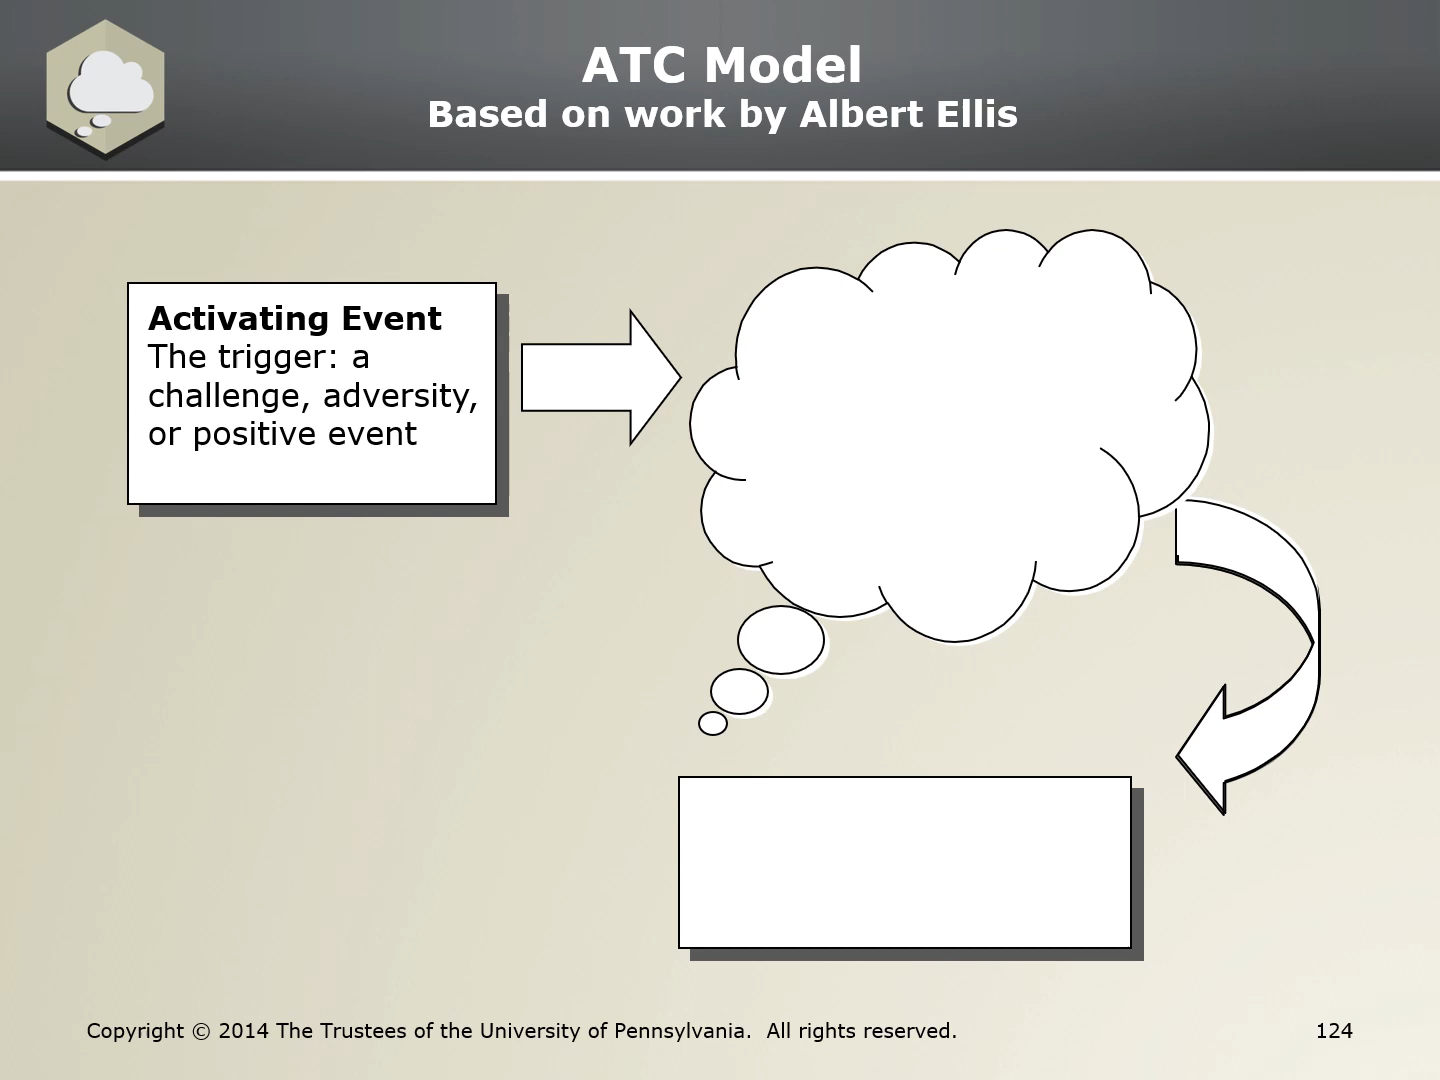 ATC Model
Based on work by Albert Ellis
Activating Event
The trigger: a
challenge, adversity,
or positive event
Copyright © 2014 The Trustees of the University of Pennsylvania.  All rights reserved.
124